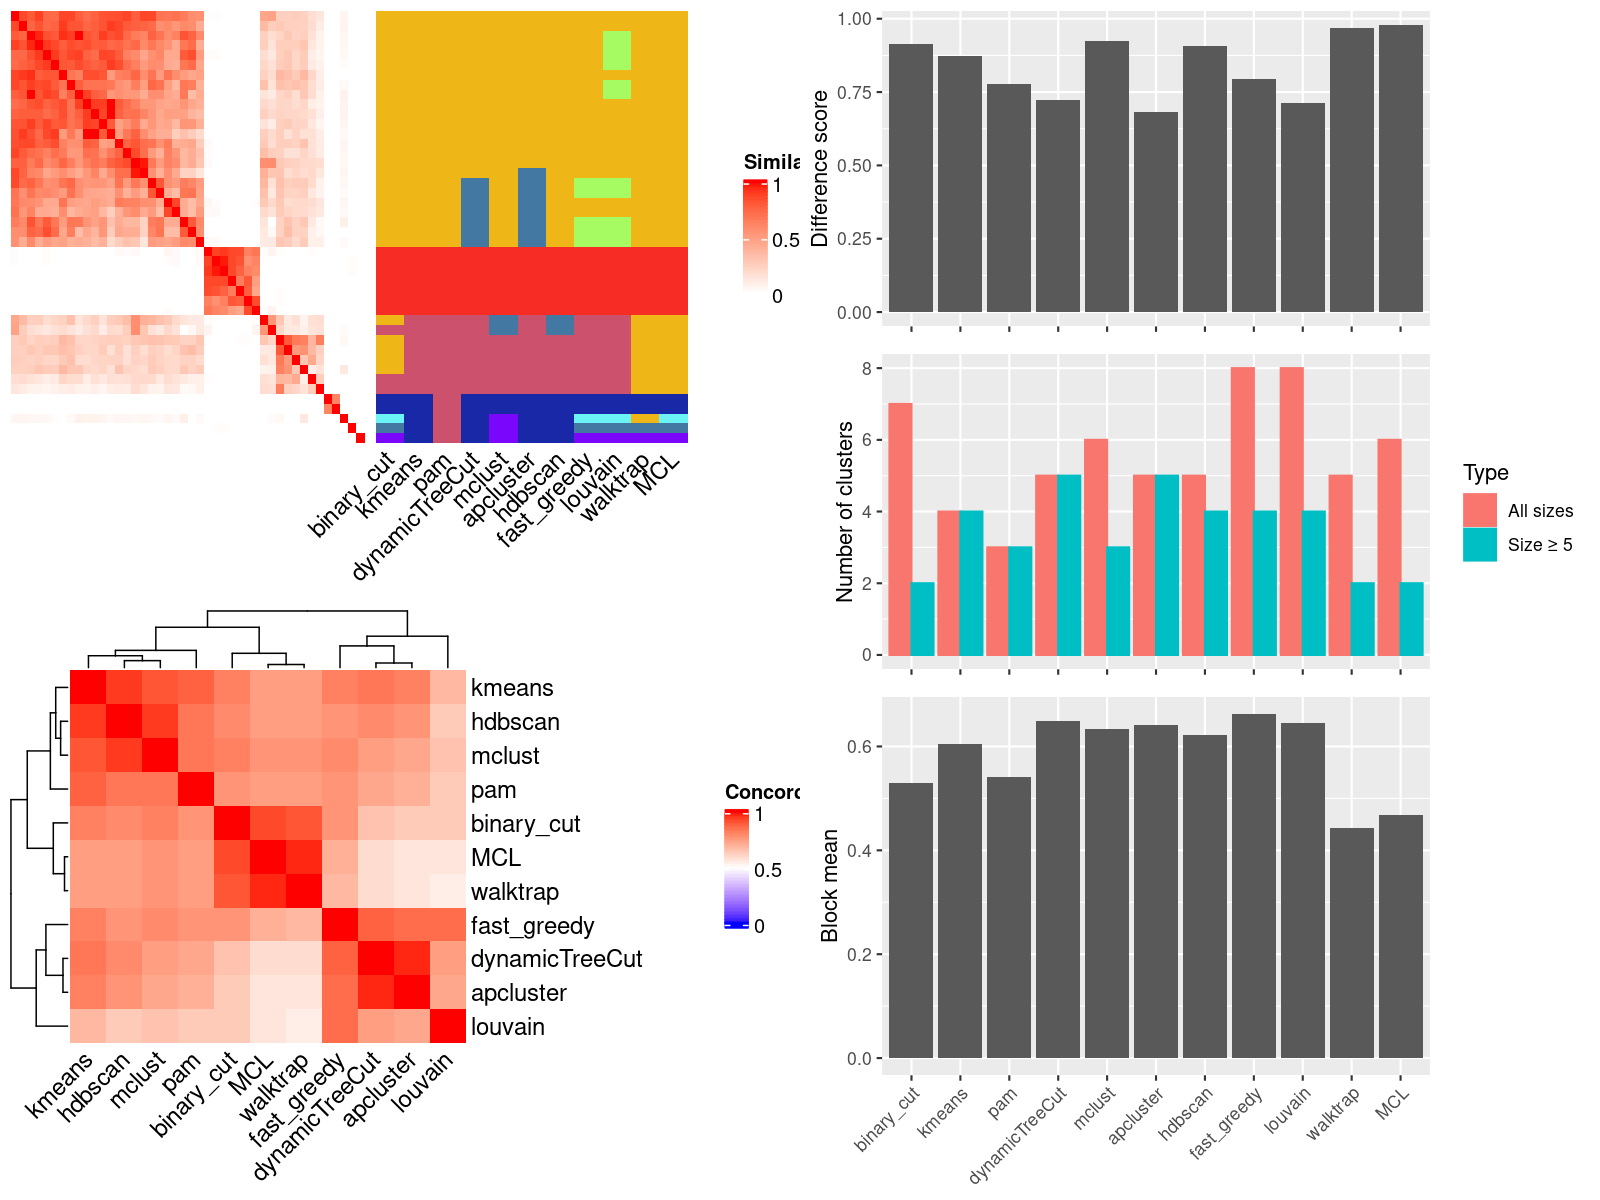 Simila
1
0.5
0
binary_cut
kmeans
pam
dynamicTreeCut
mclust
apcluster
hdbscan
fast_greedy
louvain
walktrap
MCL
kmeans
hdbscan
mclust
pam
binary_cut
MCL
walktrap
fast_greedy
dynamicTreeCut
apcluster
louvain
kmeans
hdbscan
mclust
pam
binary_cut
MCL
walktrap
fast_greedy
dynamicTreeCut
apcluster
louvain
Concord
1
0.5
0
Difference score
1.00
0.75
0.50
0.25
0.00
Number of clusters
8
6
4
2
0
Type
All sizes
Size ≥ 5
Block mean
0.6
0.4
0.2
0.0
binary_cut
kmeans
pam
dynamicTreeCut
mclust
apcluster
hdbscan
fast_greedy
louvain
walktrap
MCL